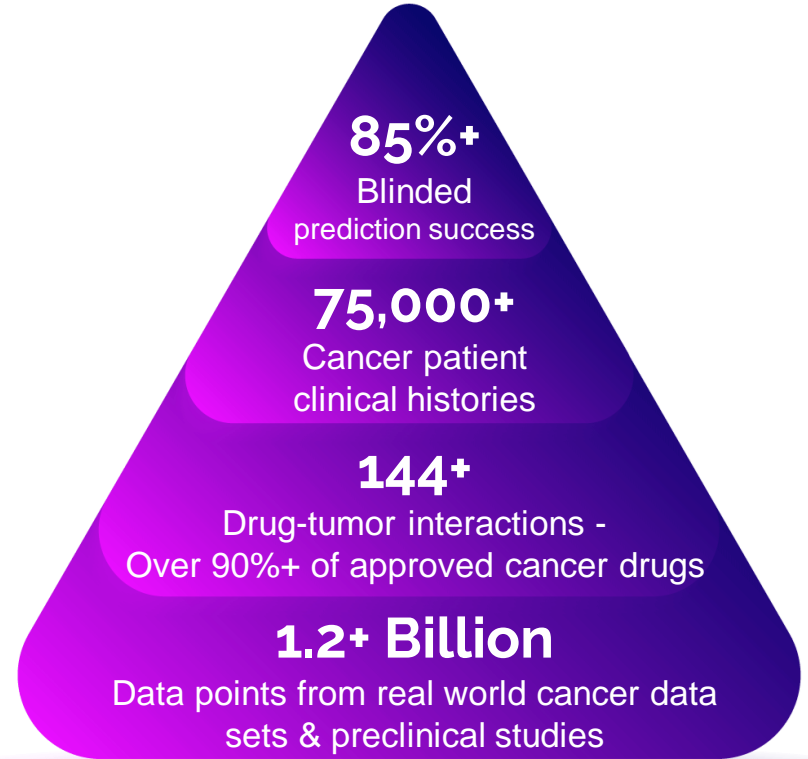 85%+
Blinded
prediction success
75,000+
Cancer patient
clinical histories
144+
Drug-tumor interactions -
Over 90%+ of approved cancer drugs
1.2+ Billion
Data points from real world cancer data
sets & preclinical studies